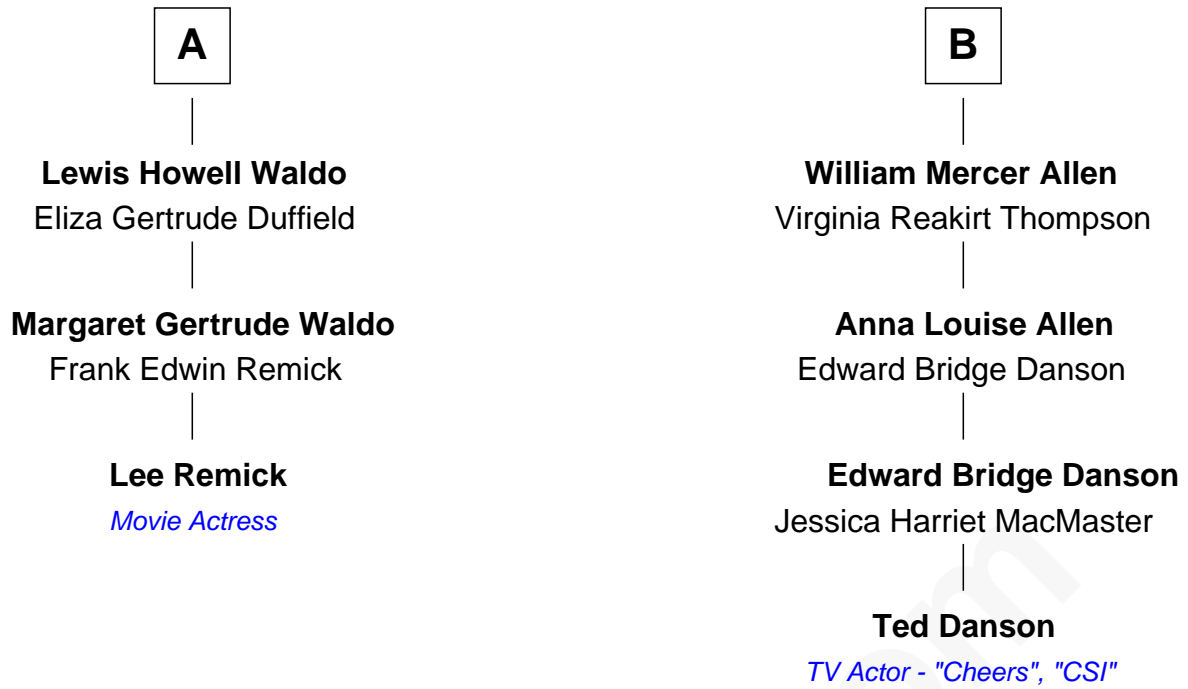 A
Lewis Howell Waldo
Eliza Gertrude Duffield
Margaret Gertrude Waldo
Frank Edwin Remick
Lee Remick
Movie Actress
B
William Mercer Allen
Virginia Reakirt Thompson
Anna Louise Allen
Edward Bridge Danson
Edward Bridge Danson
Jessica Harriet MacMaster
Ted Danson
TV Actor - "Cheers", "CSI"